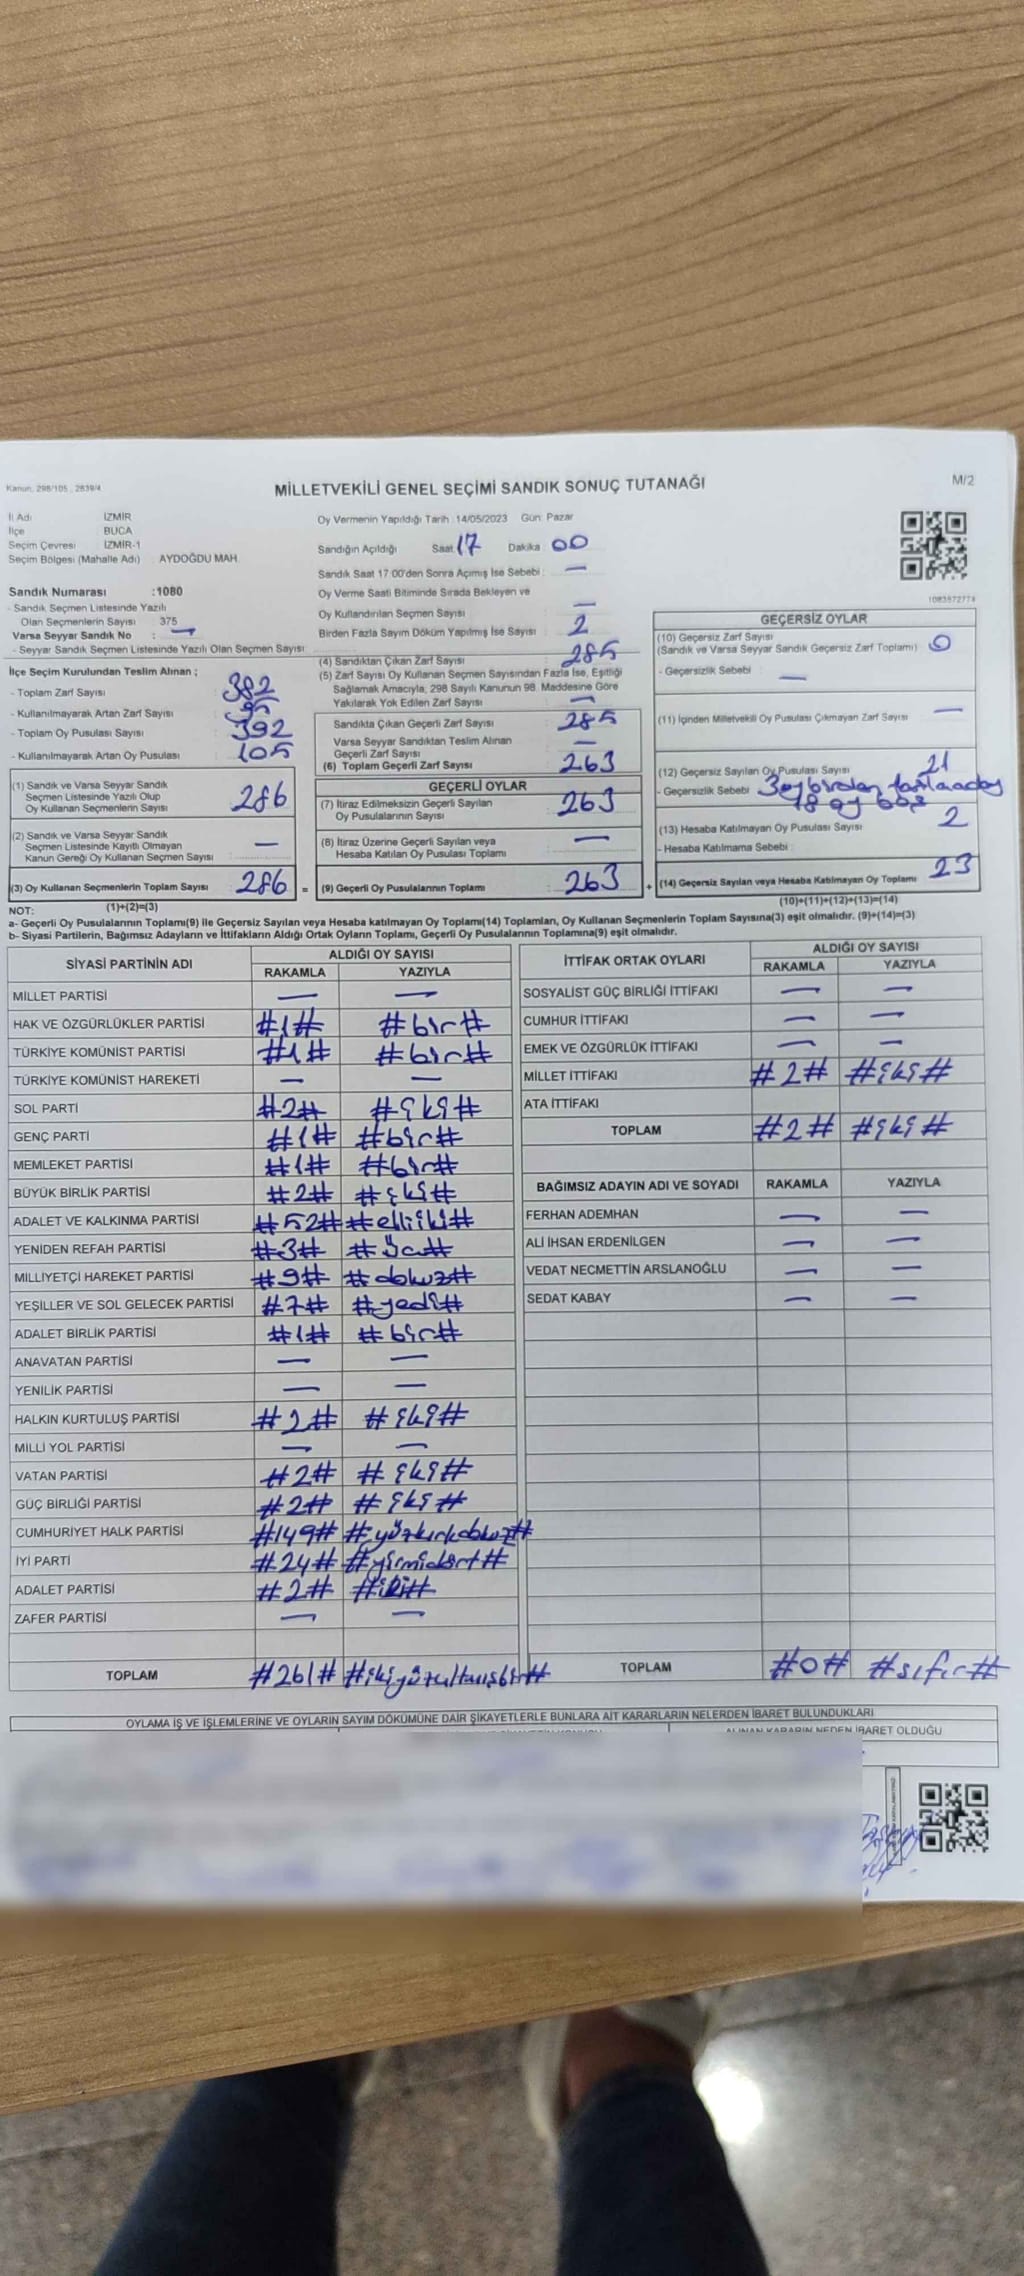 Kanun, 298/105 , 2839/4
MİLLETVEKİLİ GENEL SEÇİMİ SANDIK SONUÇ TUTANAĞI
M/2
İl Adı İZMİR
İlçe BUCA
Seçim Çevresi İZMİR-1
Seçim Bölgesi (Mahalle Adı) AYDOĞDU MAH.
Sandık Numarası :1080
- Sandık Seçmen Listesinde Yazılı
Olan Seçmenlerin Sayısı 375
Varsa Seyyar Sandık No : —
- Seyyar Sandık Seçmen Listesinde Yazılı Olan Seçmen Sayısı
İlçe Seçim Kurulundan Teslim Alınan ;
- Toplam Zarf Sayısı : 382
- Kullanılmayarak Artan Zarf Sayısı :
- Toplam Oy Pusulası Sayısı : 392
- Kullanılmayarak Artan Oy Pusulası : 105
(1) Sandık ve Varsa Seyyar Sandık
Seçmen Listesinde Yazılı Olup
Oy Kullanan Seçmenlerin Sayısı 286
(2) Sandık ve Varsa Seyyar Sandık
Seçmen Listesinde Kayıtlı Olmayan
Kanun Gereği Oy Kullanan Seçmen Sayısı —
(3) Oy Kullanan Seçmenlerin Toplam Sayısı 286 =
(1)+(2)=(3)
Oy Vermenin Yapıldığı Tarih :14/05/2023 Gün: Pazar
Sandığın Açıldığı Saat 17 Dakika 00
Sandık Saat 17:00'den Sonra Açılmış İse Sebebi : —
Oy Verme Saati Bitiminde Sırada Bekleyen ve
Oy Kullandırılan Seçmen Sayısı : —
Birden Fazla Sayım Döküm Yapılmış İse Sayısı : 2
(4) Sandıktan Çıkan Zarf Sayısı : 285
(5) Zarf Sayısı Oy Kullanan Seçmen Sayısından Fazla İse, Eşitliği
Sağlamak Amacıyla, 298 Sayılı Kanunun 98. Maddesine Göre
Yakılarak Yok Edilen Zarf Sayısı : —
Sandıkta Çıkan Geçerli Zarf Sayısı : 285
Varsa Seyyar Sandıktan Teslim Alınan
Geçerli Zarf Sayısı : —
(6) Toplam Geçerli Zarf Sayısı : 263
GEÇERLİ OYLAR
(7) İtiraz Edilmeksizin Geçerli Sayılan
Oy Pusulalarının Sayısı : 263
(8) İtiraz Üzerine Geçerli Sayılan veya
Hesaba Katılan Oy Pusulası Toplamı : —
(9) Geçerli Oy Pusulalarının Toplamı : 263 +
1083872774
GEÇERSİZ OYLAR
(10) Geçersiz Zarf Sayısı
(Sandık ve Varsa Seyyar Sandık Geçersiz Zarf Toplamı) : 0
- Geçersizlik Sebebi : —
(11) İçinden Milletvekili Oy Pusulası Çıkmayan Zarf Sayısı : —
(12) Geçersiz Sayılan Oy Pusulası Sayısı : 21
- Geçersizlik Sebebi
18 oy boş
(13) Hesaba Katılmayan Oy Pusulası Sayısı : 2
- Hesaba Katılmama Sebebi :
(14) Geçersiz Sayılan veya Hesaba Katılmayan Oy Toplamı : 23
(10)+(11)+(12)+(13)=(14)
NOT:
a- Geçerli Oy Pusulalarının Toplamı(9) ile Geçersiz Sayılan veya Hesaba katılmayan Oy Toplamı(14) Toplamları, Oy Kullanan Seçmenlerin Toplam Sayısına(3) eşit olmalıdır. (9)+(14)=(3)
b- Siyasi Partilerin, Bağımsız Adayların ve İttifakların Aldığı Ortak Oyların Toplamı, Geçerli Oy Pusulalarının Toplamına(9) eşit olmalıdır.
SİYASİ PARTİNİN ADI ALDIĞI OY SAYISI
RAKAMLA YAZIYLA
MİLLET PARTİSİ — —
HAK VE ÖZGÜRLÜKLER PARTİSİ #1# #bir#
TÜRKİYE KOMÜNİST PARTİSİ #1# #bir#
TÜRKİYE KOMÜNİST HAREKETİ — —
SOL PARTİ #2# #iki#
GENÇ PARTİ #1# #bir#
MEMLEKET PARTİSİ #1# #bir#
BÜYÜK BİRLİK PARTİSİ #2# #iki#
ADALET VE KALKINMA PARTİSİ #52# #elliiki#
YENİDEN REFAH PARTİSİ #3# #üç#
MİLLİYETÇİ HAREKET PARTİSİ #9# #dokuz#
YEŞİLLER VE SOL GELECEK PARTİSİ #7# #yedi#
ADALET BİRLİK PARTİSİ #1# #bir#
ANAVATAN PARTİSİ — —
YENİLİK PARTİSİ — —
HALKIN KURTULUŞ PARTİSİ #2# #iki#
MİLLİ YOL PARTİSİ — —
VATAN PARTİSİ #2# #iki#
GÜÇ BİRLİĞİ PARTİSİ #2# #iki#
CUMHURİYET HALK PARTİSİ #149# #yüzkırkdokuz#
İYİ PARTİ #24# #yirmidört#
ADALET PARTİSİ #2# #iki#
ZAFER PARTİSİ — —
TOPLAM #261# #ikiyüzaltmışbir#
İTTİFAK ORTAK OYLARI ALDIĞI OY SAYISI
RAKAMLA YAZIYLA
SOSYALİST GÜÇ BİRLİĞİ İTTİFAKI — —
CUMHUR İTTİFAKI — —
EMEK VE ÖZGÜRLÜK İTTİFAKI — —
MİLLET İTTİFAKI #2# #iki#
ATA İTTİFAKI
TOPLAM #2# #iki#
BAĞIMSIZ ADAYIN ADI VE SOYADI RAKAMLA YAZIYLA
FERHAN ADEMHAN — —
ALİ İHSAN ERDENİLGEN — —
VEDAT NECMETTİN ARSLANOĞLU — —
SEDAT KABAY — —
TOPLAM #0# #sıfır#
OYLAMA İŞ VE İŞLEMLERİNE VE OYLARIN SAYIM DÖKÜMÜNE DAİR ŞİKAYETLERLE BUNLARA AİT KARARLARIN NELERDEN İBARET BULUNDUKLARI
ALINAN KARARIN NEDEN İBARET OLDUĞU